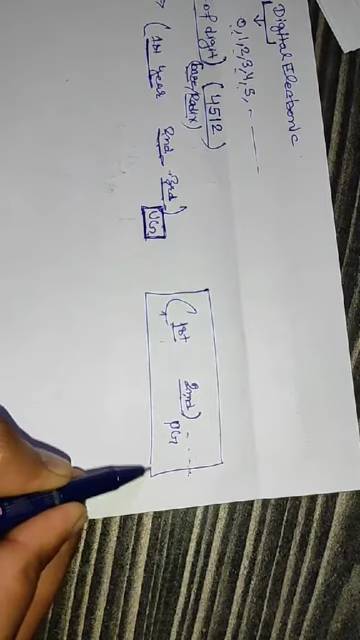 Digital Electronic
0,1,2,3,4,5, - - - -
of digit) (4512)
(base/Radix)
(1st year 2nd 3rd)
UG
(1st 2nd) - - - -
PG